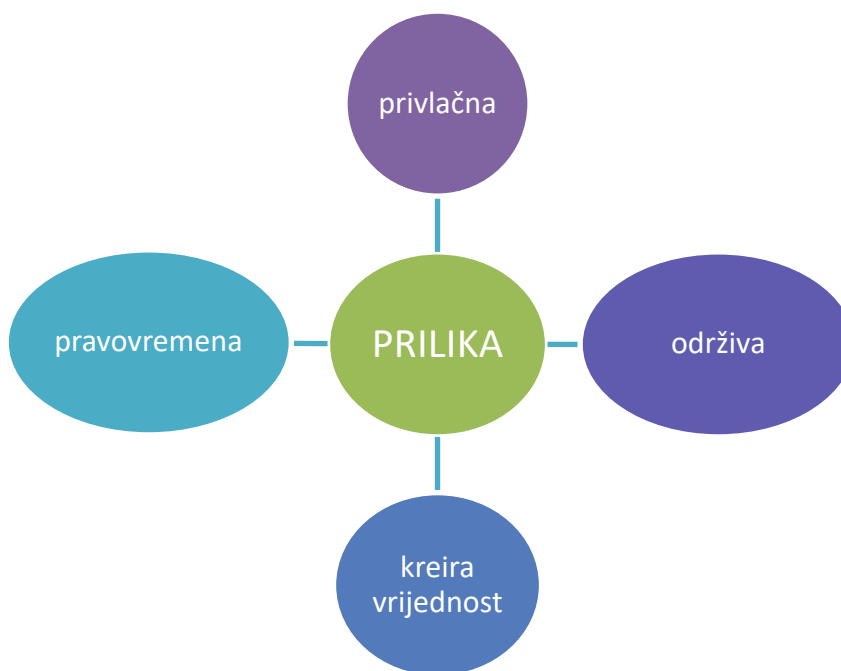 privlačna
pravovremena
PRILIKA
održiva
kreira
vrijednost